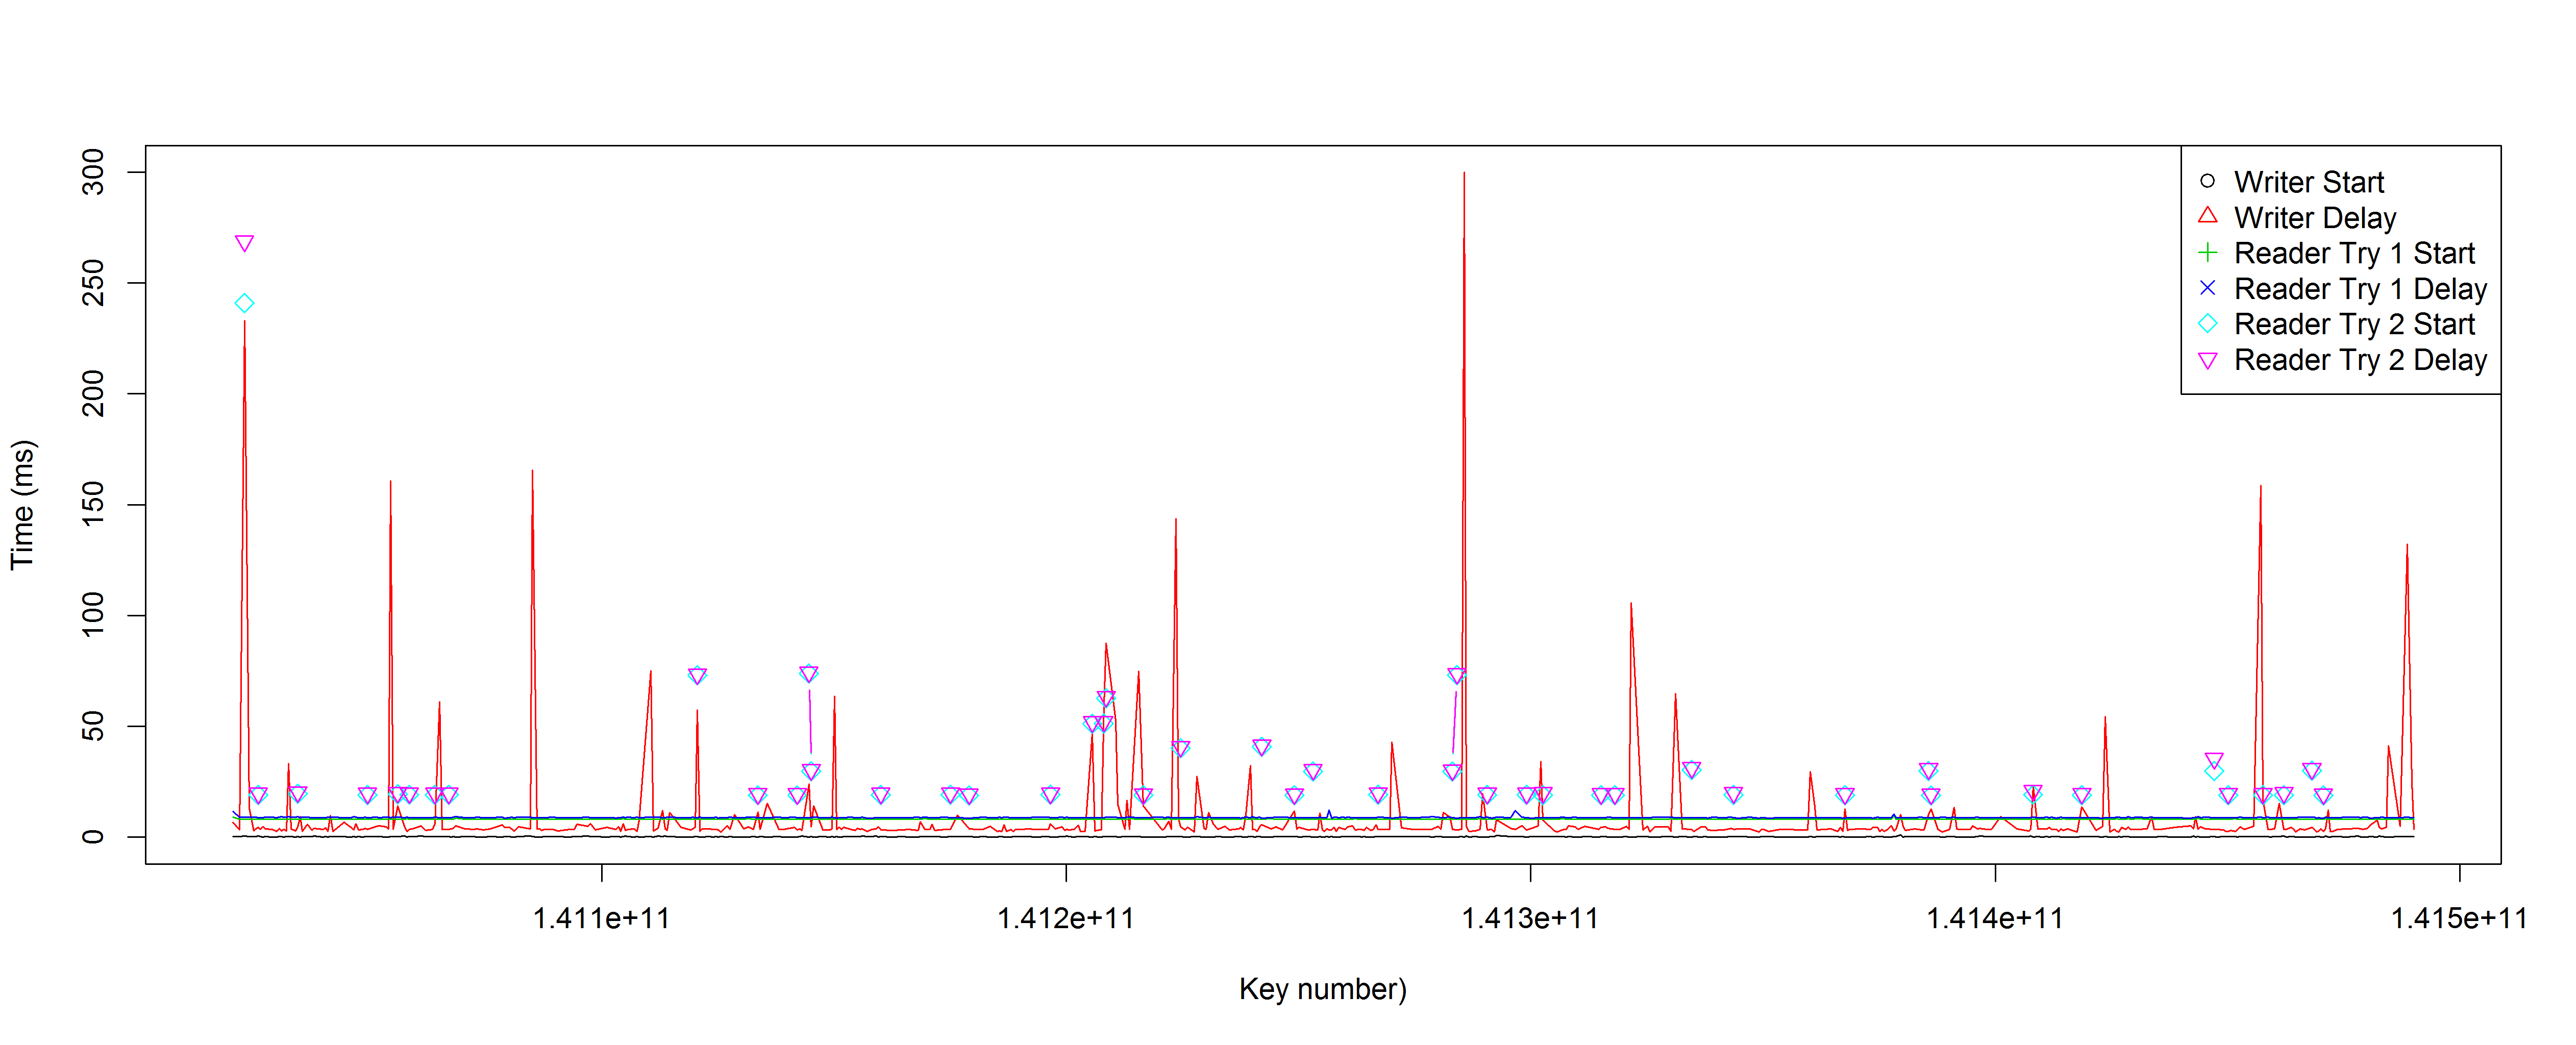 300
250
200
150
100
50
0
Time (ms)
Writer Start
Writer Delay
Reader Try 1 Start
Reader Try 1 Delay
Reader Try 2 Start
Reader Try 2 Delay
1.411e+11 1.412e+11 1.413e+11 1.414e+11 1.415e+11
Key number)